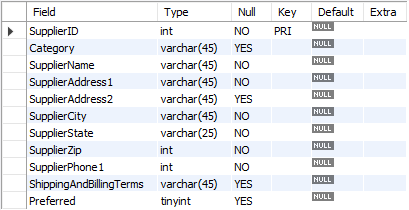 Field Type Null Key Default Extra
SupplierID int NO PRI NULL
Category varchar(45) YES NULL
SupplierName varchar(45) NO NULL
SupplierAddress1 varchar(45) NO NULL
SupplierAddress2 varchar(45) YES NULL
SupplierCity varchar(45) NO NULL
SupplierState varchar(25) NO NULL
SupplierZip int NO NULL
SupplierPhone1 int NO NULL
ShippingAndBillingTerms varchar(45) YES NULL
Preferred tinyint YES NULL